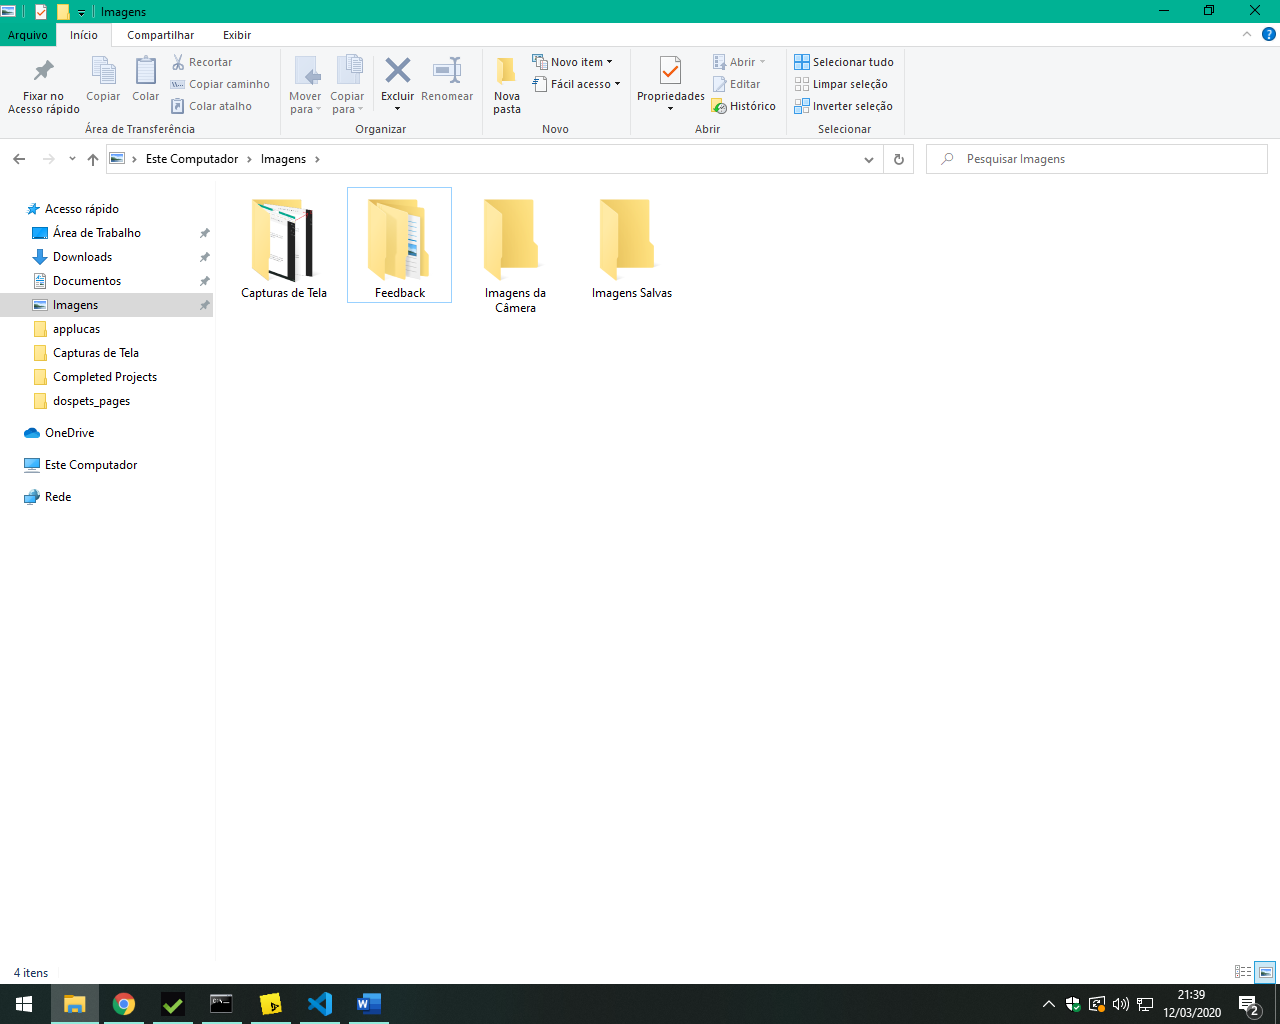 Imagens
Arquivo Início Compartilhar Exibir
Fixar no
Acesso rápido
Copiar
Colar
Recortar
Copiar caminho
Colar atalho
Área de Transferência
Mover
para
Copiar
para
Excluir
Renomear
Organizar
Nova
pasta
Novo item
Fácil acesso
Novo
Propriedades
Abrir
Editar
Histórico
Abrir
Selecionar tudo
Limpar seleção
Inverter seleção
Selecionar
Este Computador Imagens
Pesquisar Imagens
Acesso rápido
Área de Trabalho
Downloads
Documentos
Imagens
applucas
Capturas de Tela
Completed Projects
dospets_pages
OneDrive
Este Computador
Rede
Capturas de Tela
Feedback
Imagens da
Câmera
Imagens Salvas
4 itens
21:39
12/03/2020
2